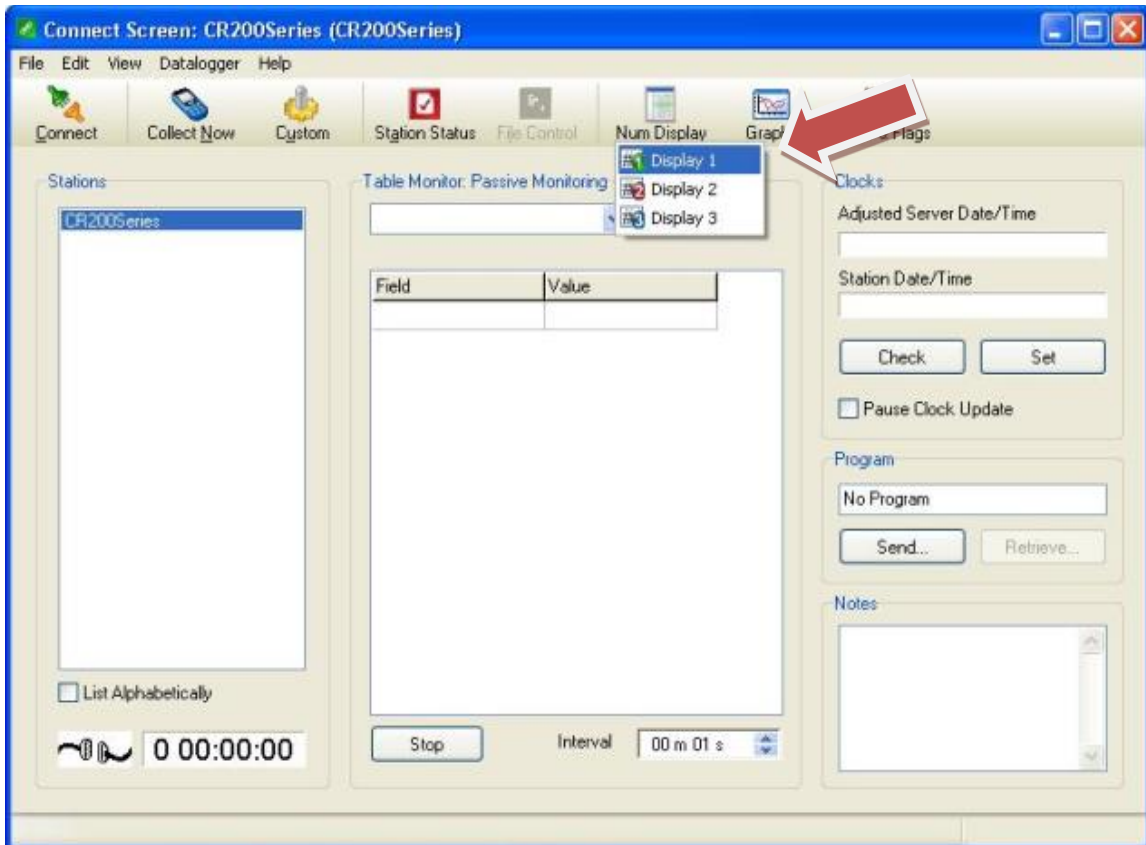 Connect Screen: CR200Series (CR200Series)
File Edit View Datalogger Help
Connect Collect Now Custom Station Status File Control Num Display Flags
Display 1
Display 2
Display 3
Stations
CR200Series
List Alphabetically
0 00:00:00
Table Monitor: Passive Monitoring
Field Value
Stop Interval 00 m 01 s
Clocks
Adjusted Server Date/Time
Station Date/Time
Check Set
Pause Clock Update
Program
No Program
Send... Retrieve...
Notes